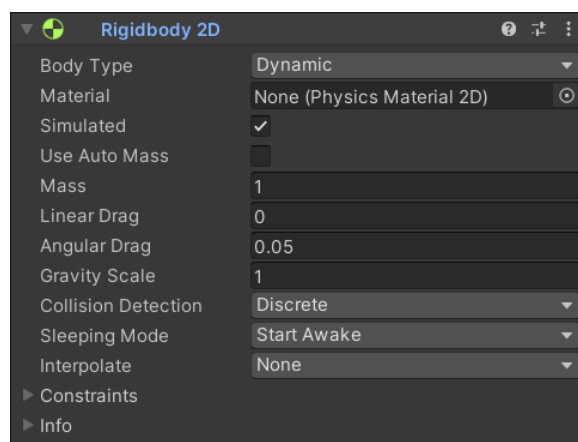 Rigidbody 2D
Body Type Dynamic
Material None (Physics Material 2D)
Simulated
Use Auto Mass
Mass 1
Linear Drag 0
Angular Drag 0.05
Gravity Scale 1
Collision Detection Discrete
Sleeping Mode Start Awake
Interpolate None
Constraints
Info